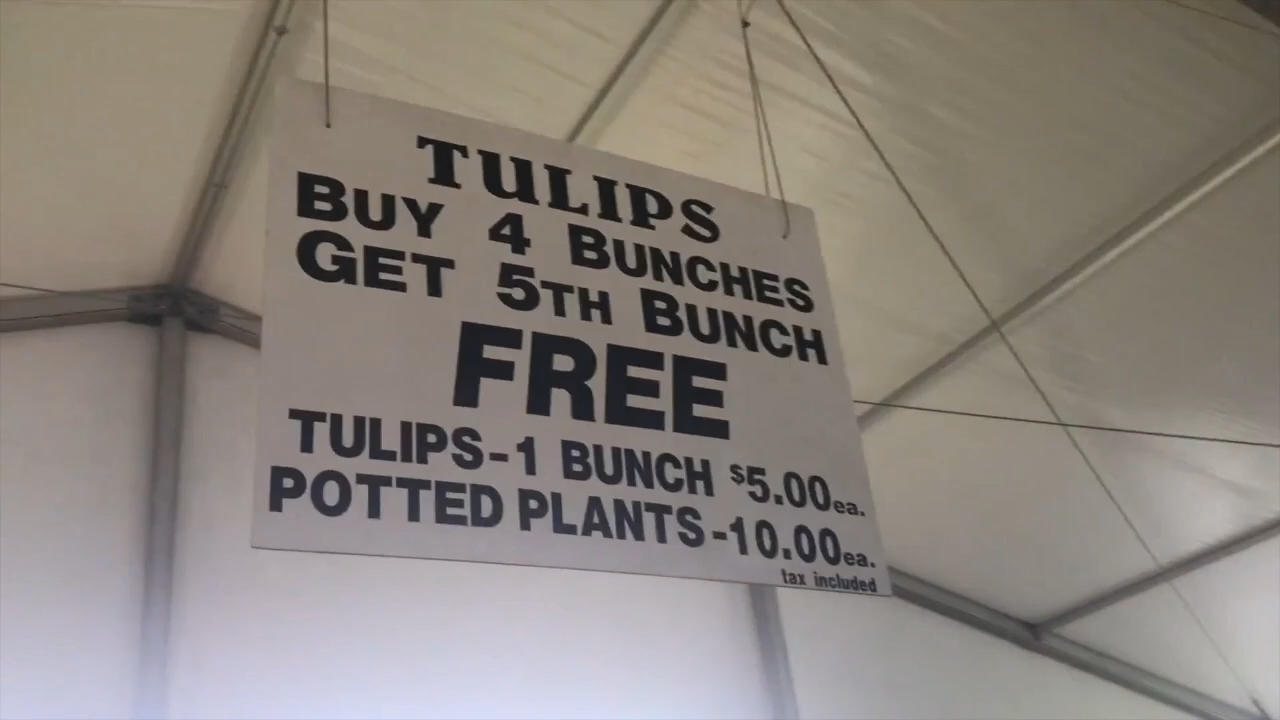 TULIPS
BUY 4 BUNCHES
GET 5TH BUNCH
FREE
TULIPS-1 BUNCH $5.00ea.
POTTED PLANTS-10.00ea.
tax included